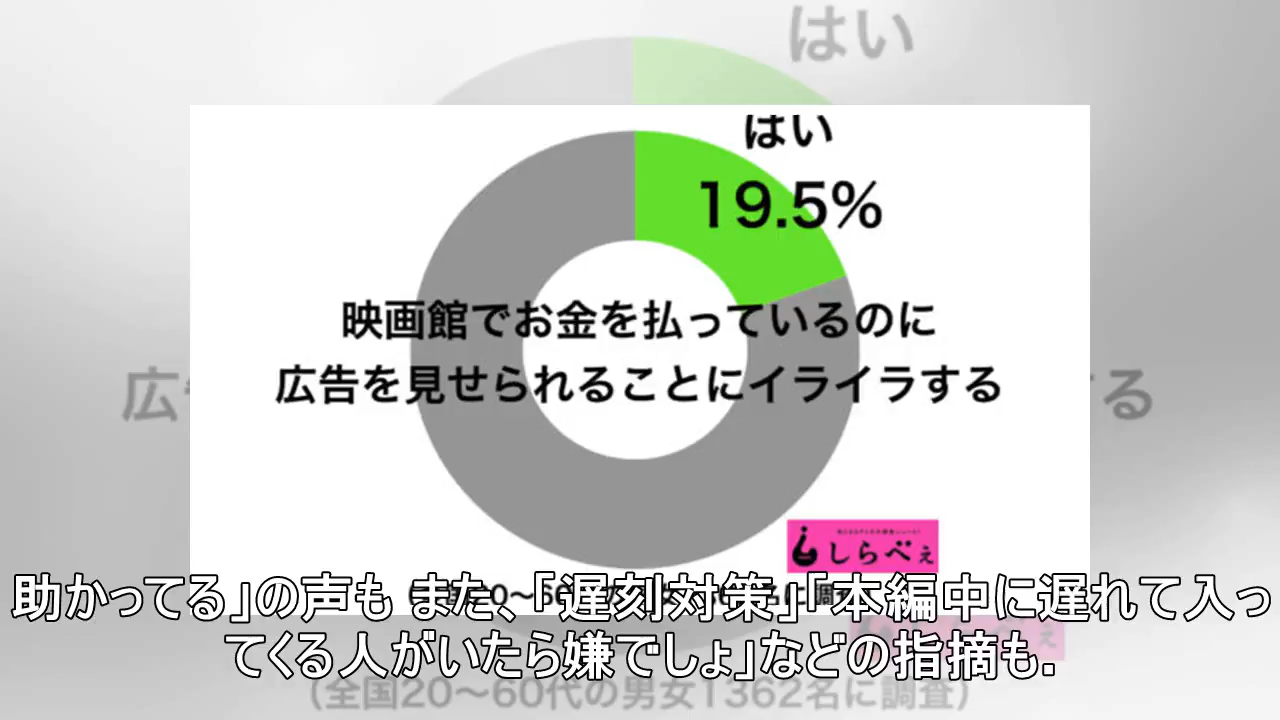 はい
はい
19.5%
映画館でお金を払っているのに
広告を見せられることにイライラする
広告
る
しらべぇ
助かってる」の声も また、「遅刻対策」「本編中に遅れて入っ
てくる人がいたら嫌でしょ」などの指摘も.
(全国20〜60代の男女1362名に調査)